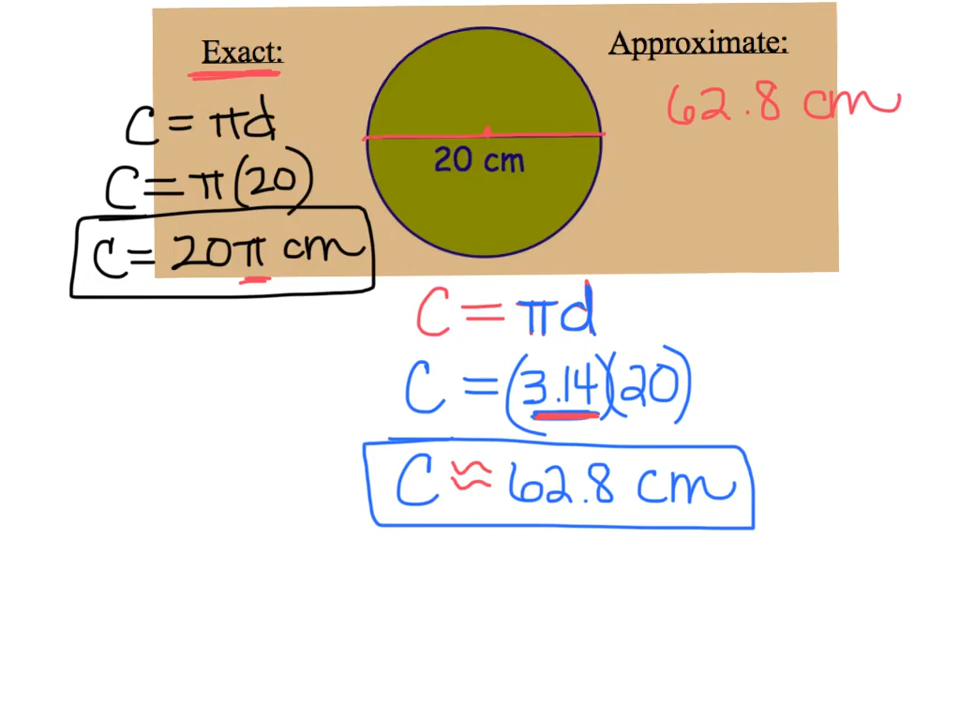 Exact:
C = πd
C = π(20)
C = 20π cm
20 cm
Approximate:
62.8 cm
C = πd
C = (3.14)(20)
C ≈ 62.8 cm